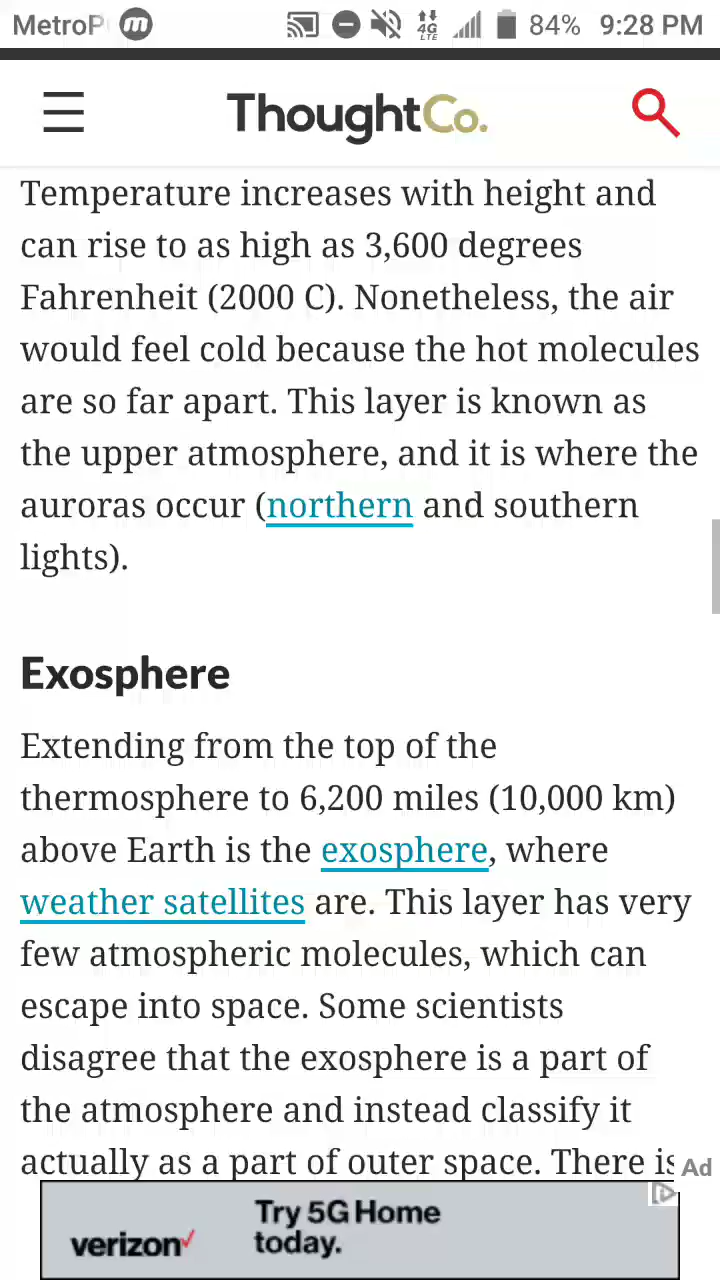 MetroP
m
4G
LTE
84% 9:28 PM
ThoughtCo.
Temperature increases with height and
can rise to as high as 3,600 degrees
Fahrenheit (2000 C). Nonetheless, the air
would feel cold because the hot molecules
are so far apart. This layer is known as
the upper atmosphere, and it is where the
auroras occur (northern and southern
lights).
Exosphere
Extending from the top of the
thermosphere to 6,200 miles (10,000 km)
above Earth is the exosphere, where
weather satellites are. This layer has very
few atmospheric molecules, which can
escape into space. Some scientists
disagree that the exosphere is a part of
the atmosphere and instead classify it
actually as a part of outer space. There is
Ad
Try 5G Home
verizon today.